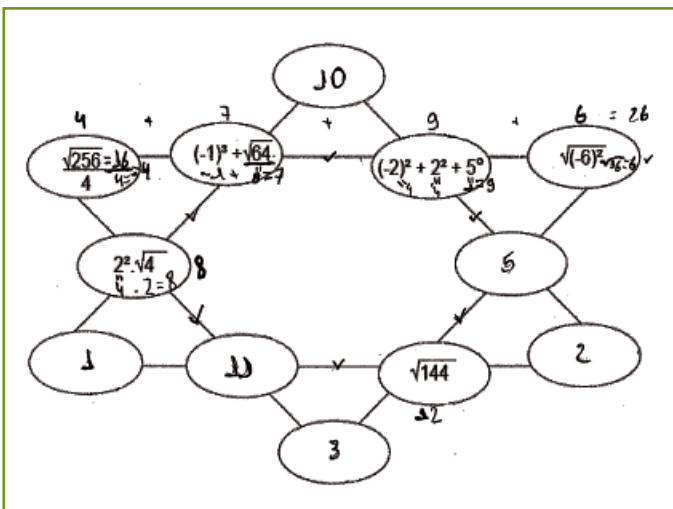 10
4 + 7 + 9 + 6 = 26
√256 = 16
4 4 = 4
(-1)³ + √64
-1 + 8 = 7
(-2)² + 2² + 5⁰
4 4 1 = 9
√(-6)² √36 = 6
2² · √4 8
4 · 2 = 8
5
1
11
√144
12
2
3